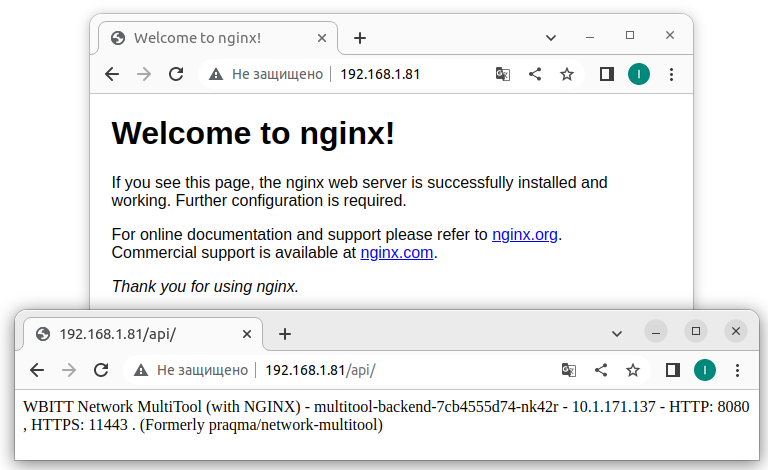 Welcome to nginx!
Не защищено 192.168.1.81
I
Welcome to nginx!
If you see this page, the nginx web server is successfully installed and
working. Further configuration is required.
For online documentation and support please refer to nginx.org.
Commercial support is available at nginx.com.
Thank you for using nginx.
192.168.1.81/api/
Не защищено 192.168.1.81/api/
I
WBITT Network MultiTool (with NGINX) - multitool-backend-7cb4555d74-nk42r - 10.1.171.137 - HTTP: 8080
, HTTPS: 11443 . (Formerly praqma/network-multitool)